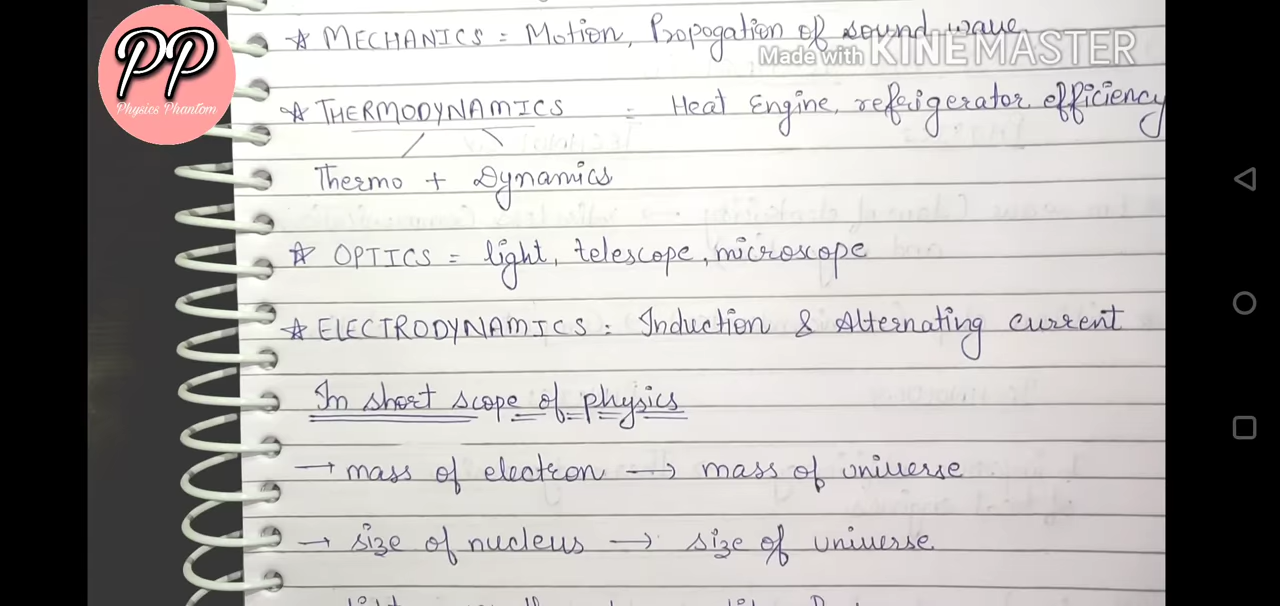 PP
Physics Phantom
☆ MECHANICS = Motion, Propogation of sound wave
Made with KINEMASTER
☆ THERMODYNAMICS = Heat Engine, refrigerator efficiency
Thermo + Dynamics
☆ OPTICS = light, telescope, microscope
☆ ELECTRODYNAMICS : Induction & Alternating current
In short scope of physics
→ mass of electron → mass of universe
→ size of nucleus → size of universe